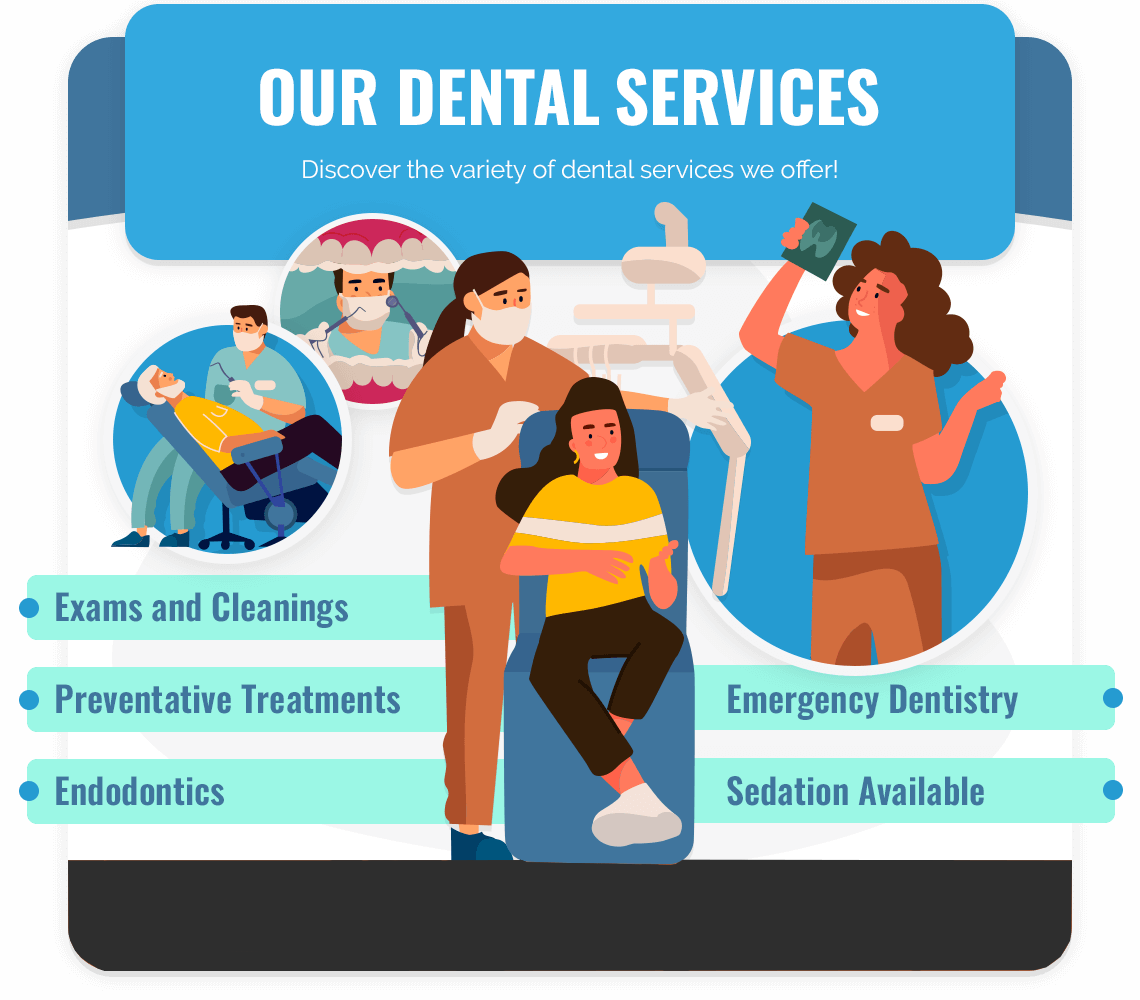 OUR DENTAL SERVICES
Discover the variety of dental services we offer!
Exams and Cleanings
Preventative Treatments
Endodontics
Emergency Dentistry
Sedation Available